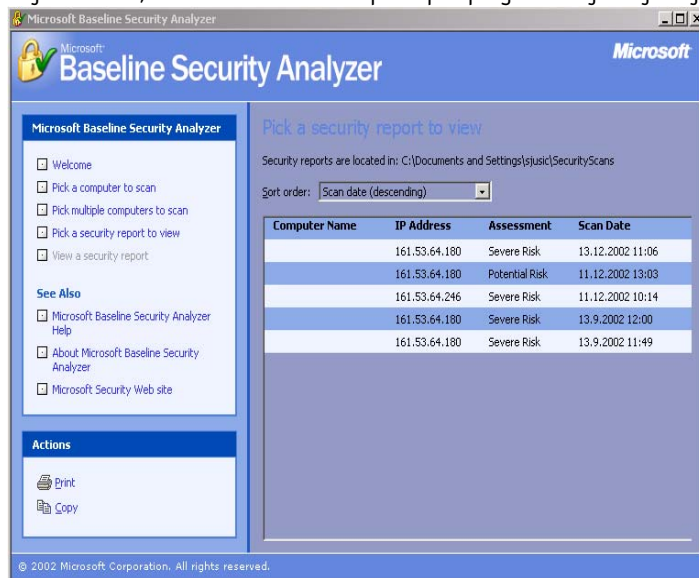 Microsoft Baseline Security Analyzer
Microsoft
Baseline Security Analyzer
Microsoft
Microsoft Baseline Security Analyzer
Welcome
Pick a computer to scan
Pick multiple computers to scan
Pick a security report to view
View a security report
See Also
Microsoft Baseline Security Analyzer
Help
About Microsoft Baseline Security
Analyzer
Microsoft Security Web site
Actions
Print
Copy
Pick a security report to view
Security reports are located in: C:\Documents and Settings\sjusic\SecurityScans
Sort order: Scan date (descending)
Computer Name IP Address Assessment Scan Date
161.53.64.180 Severe Risk 13.12.2002 11:06
161.53.64.180 Potential Risk 11.12.2002 13:03
161.53.64.246 Severe Risk 11.12.2002 10:14
161.53.64.180 Severe Risk 13.9.2002 12:00
161.53.64.180 Severe Risk 13.9.2002 11:49
© 2002 Microsoft Corporation. All rights reserved.